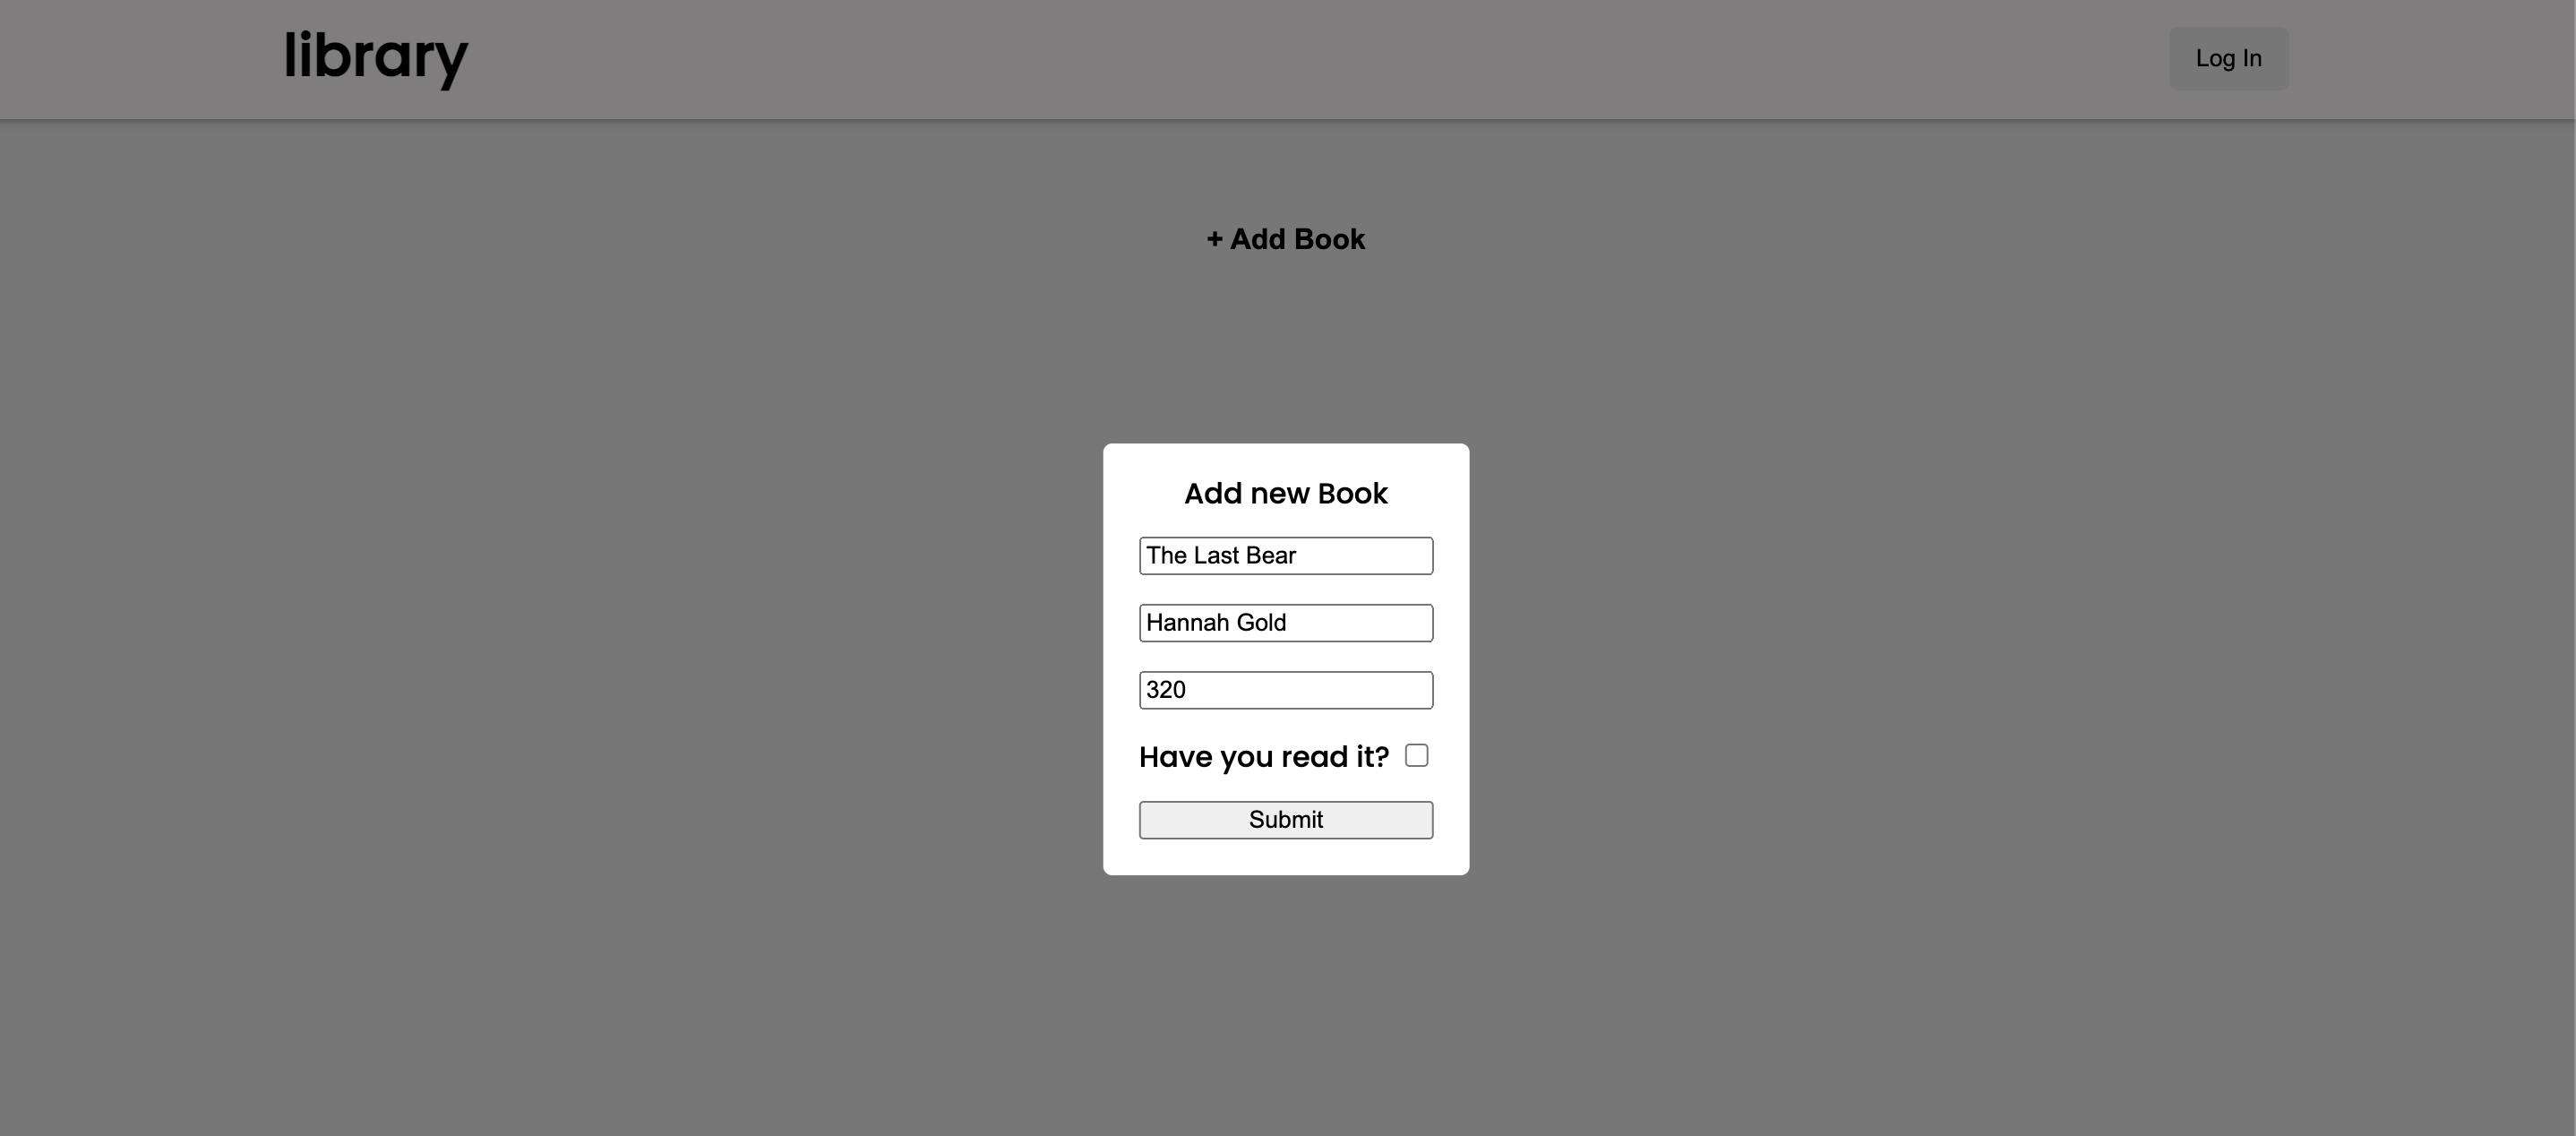 library
Log In
+ Add Book
Add new Book
The Last Bear
Hannah Gold
320
Have you read it?
Submit